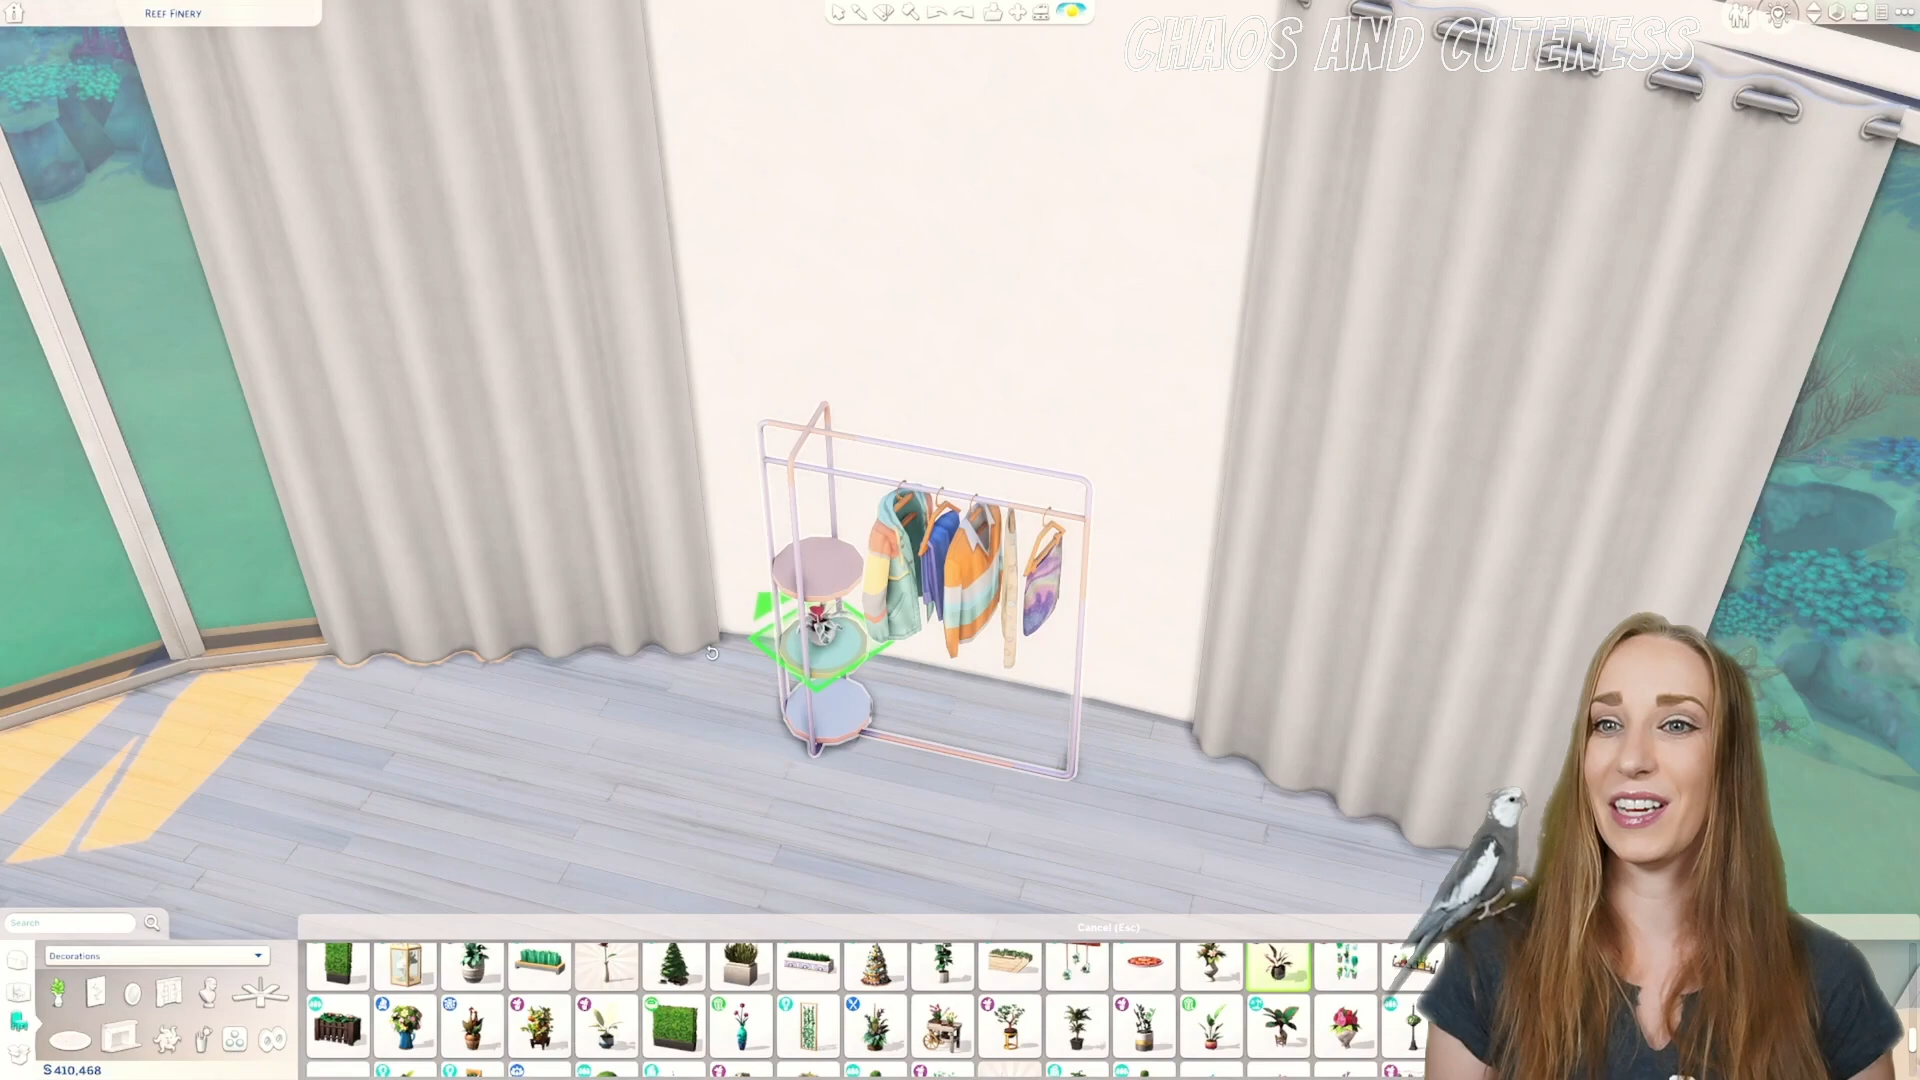 REEF FINERY
CHAOS AND CUTENESS
Search
Cancel (Esc)
Decorations
§410,468